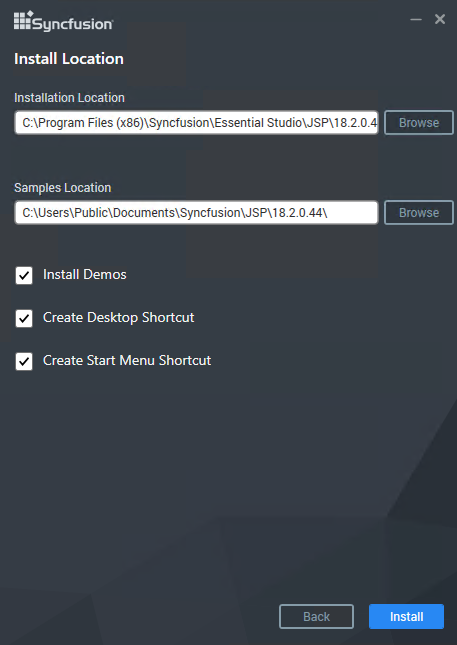 Syncfusion
Install Location
Installation Location
C:\Program Files (x86)\Syncfusion\Essential Studio\JSP\18.2.0.4
Browse
Samples Location
C:\Users\Public\Documents\Syncfusion\JSP\18.2.0.44\
Browse
Install Demos
Create Desktop Shortcut
Create Start Menu Shortcut
Back
Install